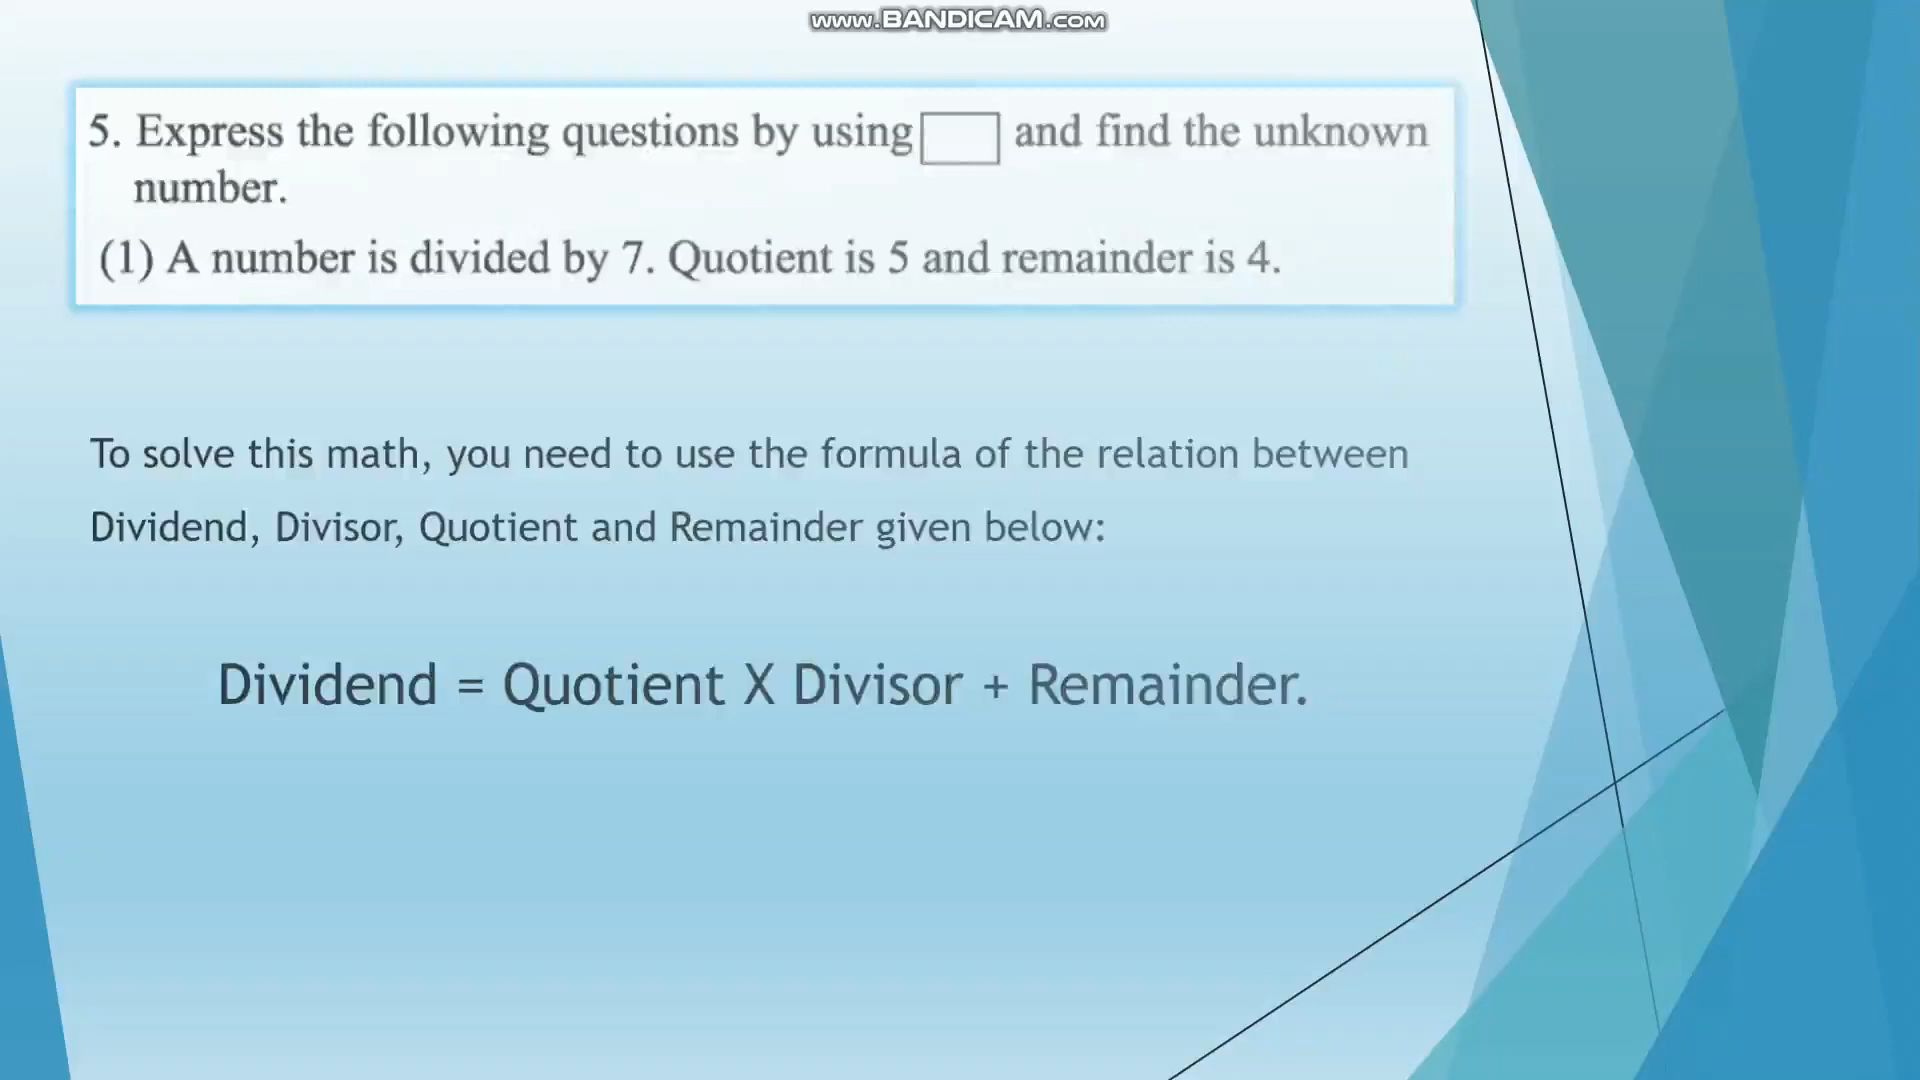 www.BANDICAM.com
5. Express the following questions by using and find the unknown
number.
(1) A number is divided by 7. Quotient is 5 and remainder is 4.
To solve this math, you need to use the formula of the relation between
Dividend, Divisor, Quotient and Remainder given below:
Dividend = Quotient X Divisor + Remainder.